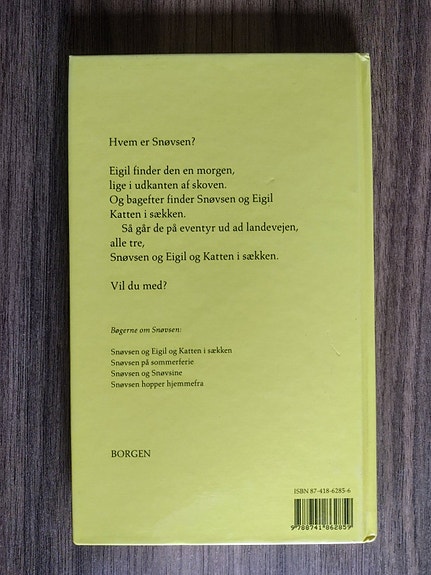 Hvem er Snøvsen?
Eigil finder den en morgen,
lige i udkanten af skoven.
Og bagefter finder Snøvsen og Eigil
Katten i sækken.
Så går de på eventyr ud ad landevejen,
alle tre,
Snøvsen og Eigil og Katten i sækken.
Vil du med?
Bøgerne om Snøvsen:
Snøvsen og Eigil og Katten i sækken
Snøvsen på sommerferie
Snøvsen og Snøvsine
Snøvsen hopper hjemmefra
BORGEN
ISBN 87-418-6285-6
9 788741 862859